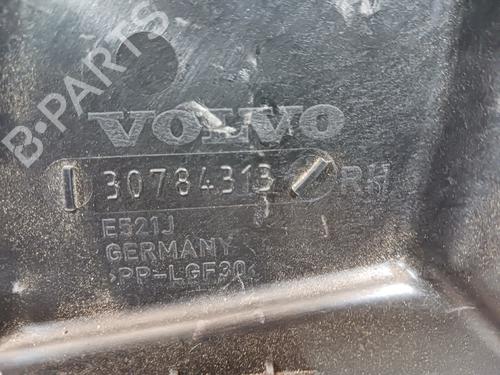 B-PARTS
VOLVO
30784313 RH
E521J
GERMANY
>PP-LGF30<